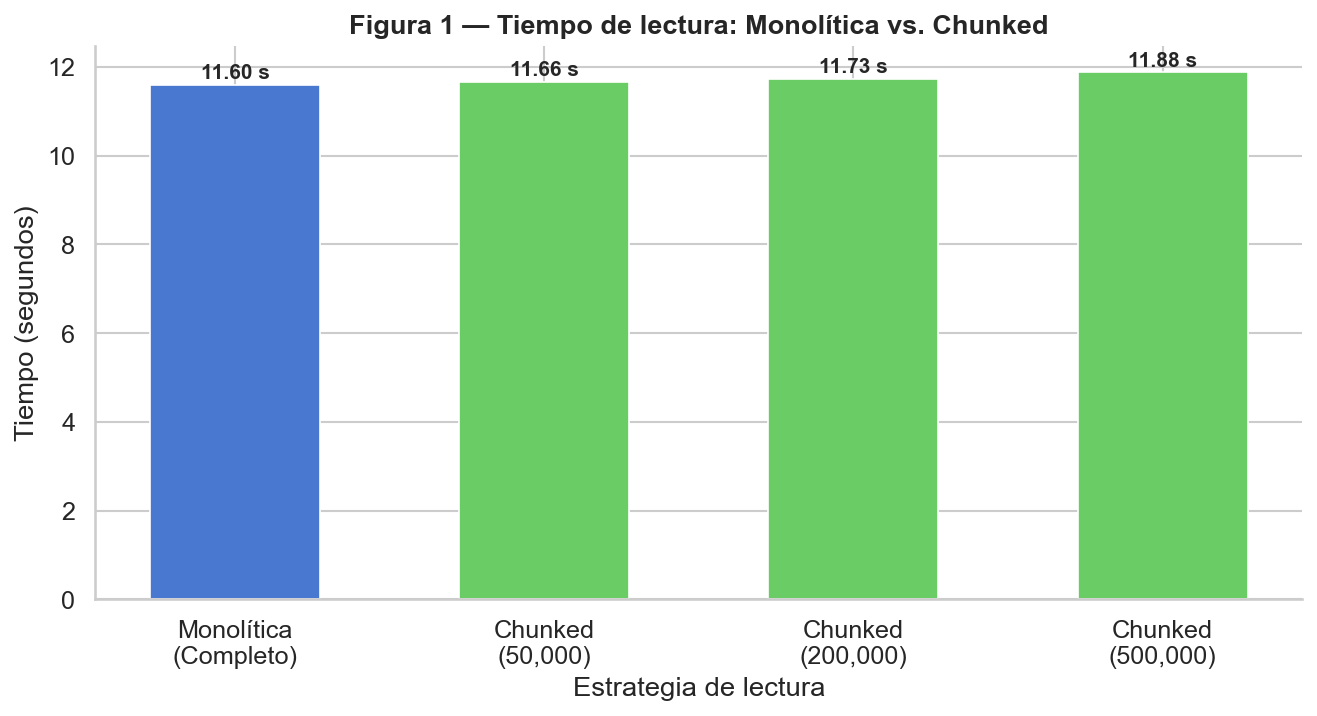 Figura 1 — Tiempo de lectura: Monolítica vs. Chunked
11.60 s
11.66 s
11.73 s
11.88 s
12
10
8
6
4
2
0
Tiempo (segundos)
Monolítica
(Completo)
Chunked
(50,000)
Chunked
(200,000)
Chunked
(500,000)
Estrategia de lectura